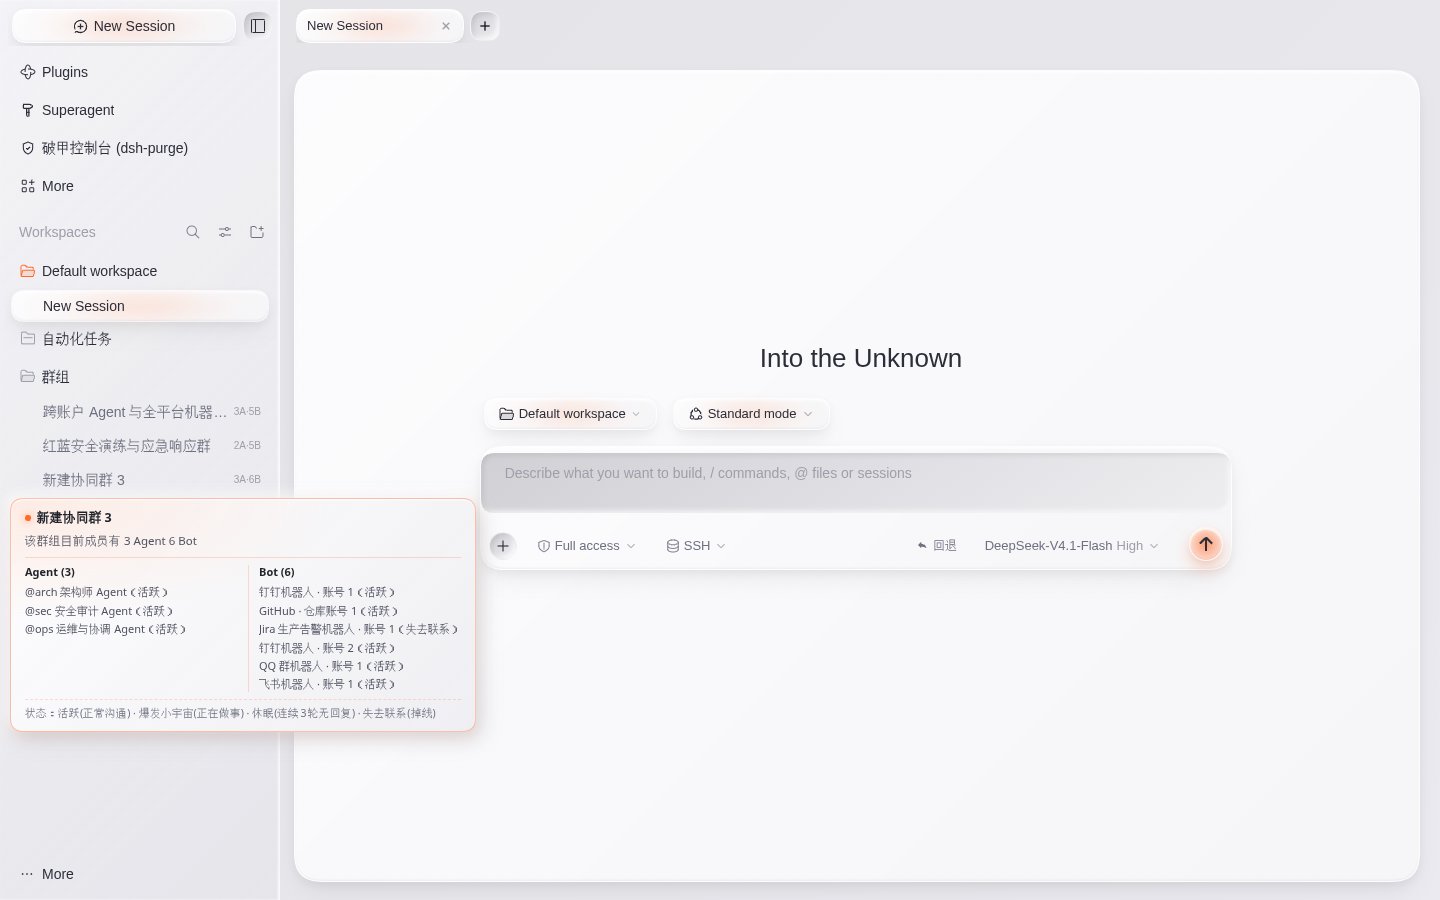 New Session
New Session
Plugins
Superagent
破甲控制台 (dsh-purge)
More
Workspaces
Default workspace
New Session
自动化任务
群组
跨账户 Agent 与全平台机器… 3A·5B
红蓝安全演练与应急响应群 2A·5B
新建协同群 3 3A·6B
新建协同群 3
该群组目前成员有 3 Agent 6 Bot
Agent (3)
@arch 架构师 Agent（活跃）
@sec 安全审计 Agent（活跃）
@ops 运维与协调 Agent（活跃）
Bot (6)
钉钉机器人 · 账号 1（活跃）
GitHub · 仓库账号 1（活跃）
Jira 生产告警机器人 · 账号 1（失去联系）
钉钉机器人 · 账号 2（活跃）
QQ 群机器人 · 账号 1（活跃）
飞书机器人 · 账号 1（活跃）
状态：活跃(正常沟通) · 爆发小宇宙(正在做事) · 休眠(连续3轮无回复) · 失去联系(掉线)
More
Into the Unknown
Default workspace
Standard mode
Describe what you want to build, / commands, @ files or sessions
Full access
SSH
回退
DeepSeek-V4.1-Flash High